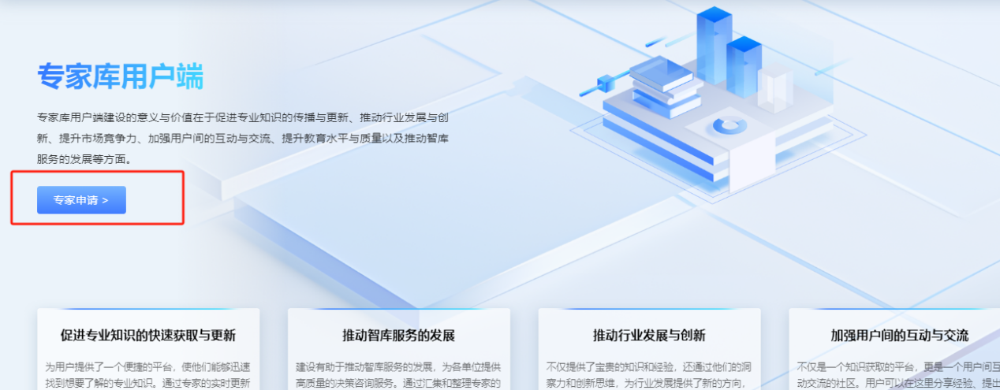 专家库用户端
专家库用户端建设的意义与价值在于促进专业知识的传播与更新、推动行业发展与创
新、提升市场竞争力、加强用户间的互动与交流、提升教育水平与质量以及推动智库
服务的发展等方面。
专家申请 >
促进专业知识的快速获取与更新
为用户提供了一个便捷的平台，使他们能够迅速
找到想要了解的专业知识。通过专家的实时更新
推动智库服务的发展
建设有助于推动智库服务的发展，为各单位提供
高质量的决策咨询服务。通过汇集和整理专家的
推动行业发展与创新
不仅提供了宝贵的知识和经验，还通过他们的洞
察力和创新思维，为行业发展提供了新的方向，
加强用户间的互动与交流
不仅是一个知识获取的平台，更是一个用户间互
动交流的社区。用户可以在这里分享经验、提出